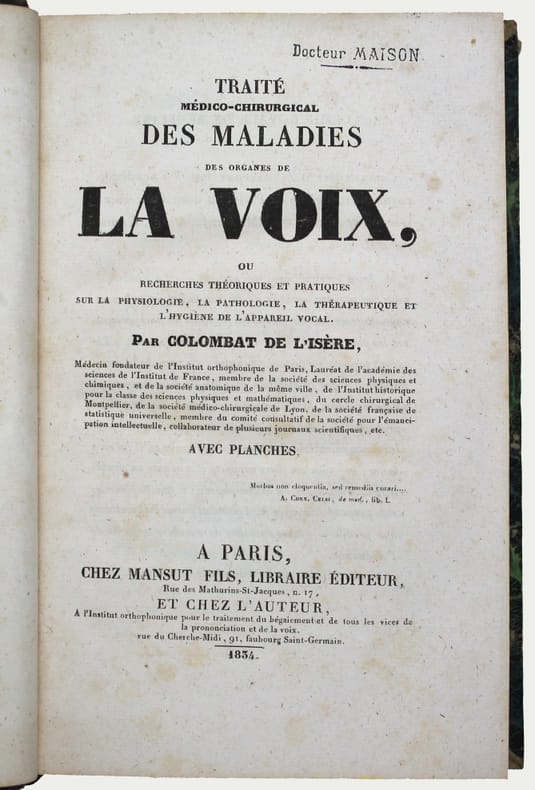 Docteur MAISON
TRAITÉ
MÉDICO-CHIRURGICAL
DES MALADIES
DES ORGANES DE
LA VOIX,
OU
RECHERCHES THÉORIQUES ET PRATIQUES
SUR LA PHYSIOLOGIE, LA PATHOLOGIE, LA THÉRAPEUTIQUE ET
L'HYGIÈNE DE L'APPAREIL VOCAL.
PAR COLOMBAT DE L'ISÈRE,
Médecin fondateur de l'Institut orthophonique de Paris, Lauréat de l'académie des
sciences de l'Institut de France, membre de la société des sciences physiques et
chimiques, et de la société anatomique de la même ville, de l'Institut historique
pour la classe des sciences physiques et mathématiques, du cercle chirurgical de
Montpellier, de la société médico-chirurgicale de Lyon, de la société française de
statistique universelle, membre du comité consultatif de la société pour l'émanci-
pation intellectuelle, collaborateur de plusieurs journaux scientifiques, etc.
AVEC PLANCHES.
Morbos non eloquentia, sed remediis curari....
A. CORN. CELSI, de med., lib. I.
A PARIS,
CHEZ MANSUT FILS, LIBRAIRE ÉDITEUR,
Rue des Mathurins-St-Jacques, n. 17,
ET CHEZ L'AUTEUR,
A l'Institut orthophonique pour le traitement du bégaiement et de tous les vices de
la prononciation et de la voix.
rue du Cherche-Midi, 91, faubourg Saint-Germain.
1834.